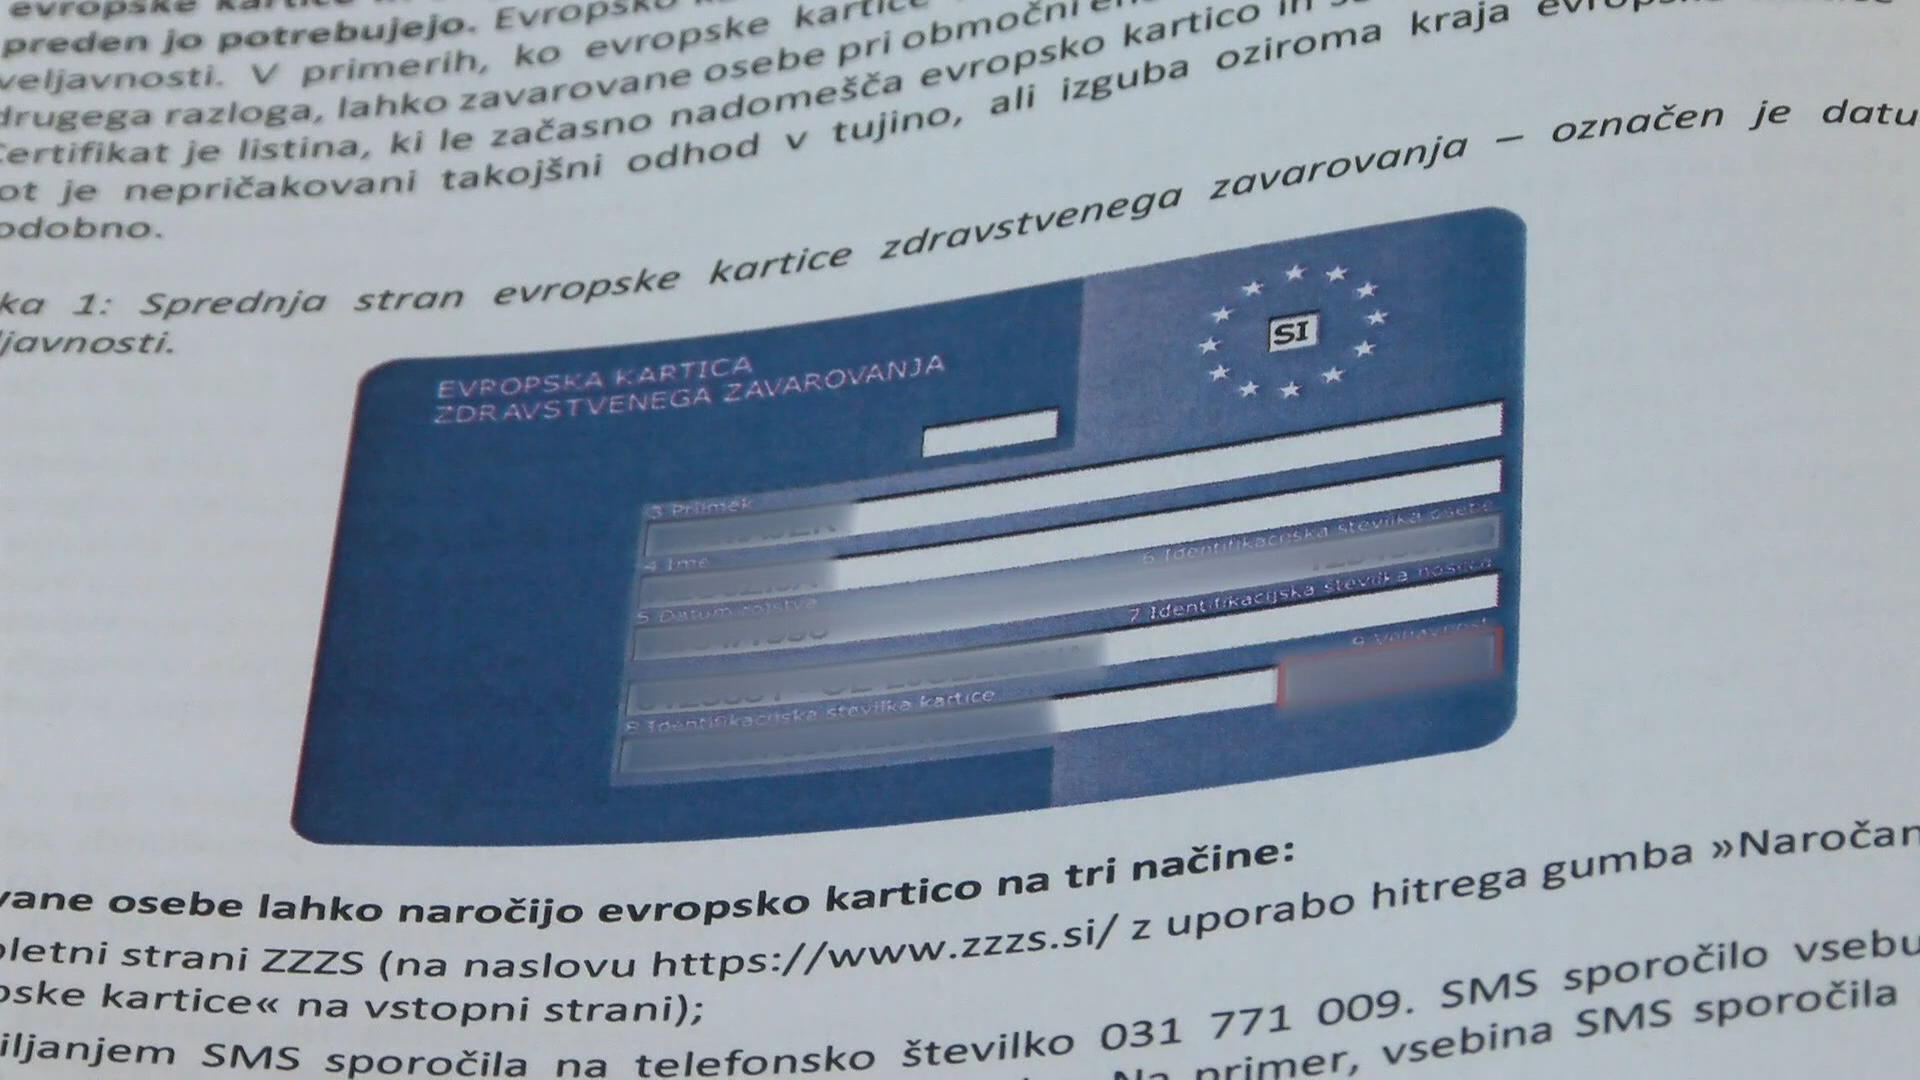 evropske
preden jo potrebujejo. Evropsko
veljavnosti. V primerih, ko evropske kartice
drugega razloga, lahko zavarovane osebe pri območni
Certifikat je listina, ki le začasno nadomešča evropsko kartico in
ot je nepričakovani takojšni odhod v tujino, ali izguba oziroma kraja
odobno.
ka 1: Sprednja stran evropske kartice zdravstvenega zavarovanja – označen je datu
ljavnosti.
SI
EVROPSKA KARTICA
ZDRAVSTVENEGA ZAVAROVANJA
3 Priimek
4 Ime
5 Datum rojstva
6 Identifikacijska številka osebe
7 Identifikacijska številka nosilca
8 Identifikacijska številka kartice
9 Veljavnost
vane osebe lahko naročijo evropsko kartico na tri načine:
oletni strani ZZZS (na naslovu https://www.zzzs.si/ z uporabo hitrega gumba »Naročan
pske kartice« na vstopni strani);
iljanjem SMS sporočila na telefonsko številko 031 771 009. SMS sporočilo vsebu
Na primer, vsebina SMS sporočila